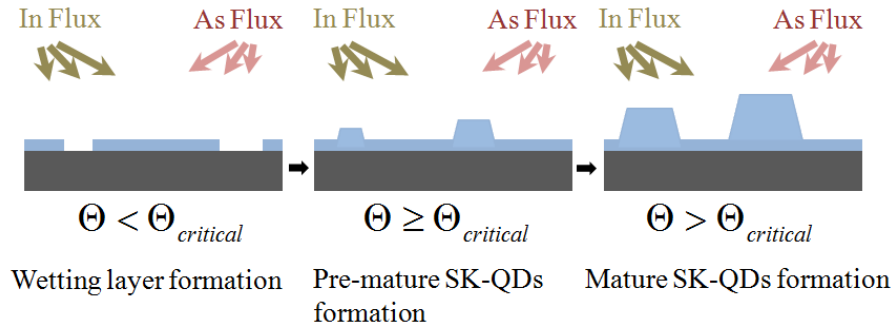 In Flux As Flux In Flux As Flux In Flux As Flux
Θ < Θcritical Θ ≥ Θcritical Θ > Θcritical
Wetting layer formation Pre-mature SK-QDs Mature SK-QDs formation
formation